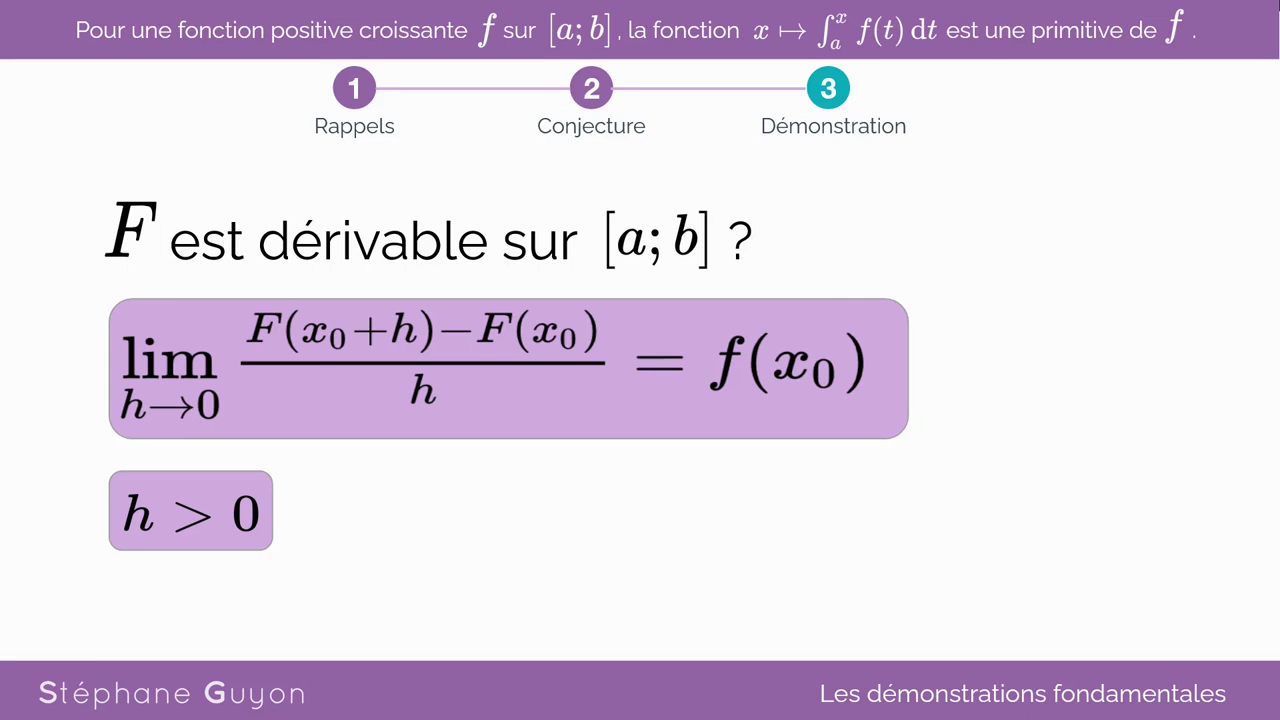 Pour une fonction positive croissante f sur [a; b], la fonction x ↦ ∫ₐˣ f(t) dt est une primitive de f .
1 2 3
Rappels Conjecture Démonstration
F est dérivable sur [a; b] ?
lim h→0 F(x₀+h)−F(x₀) / h = f(x₀)
h > 0
Stéphane Guyon Les démonstrations fondamentales